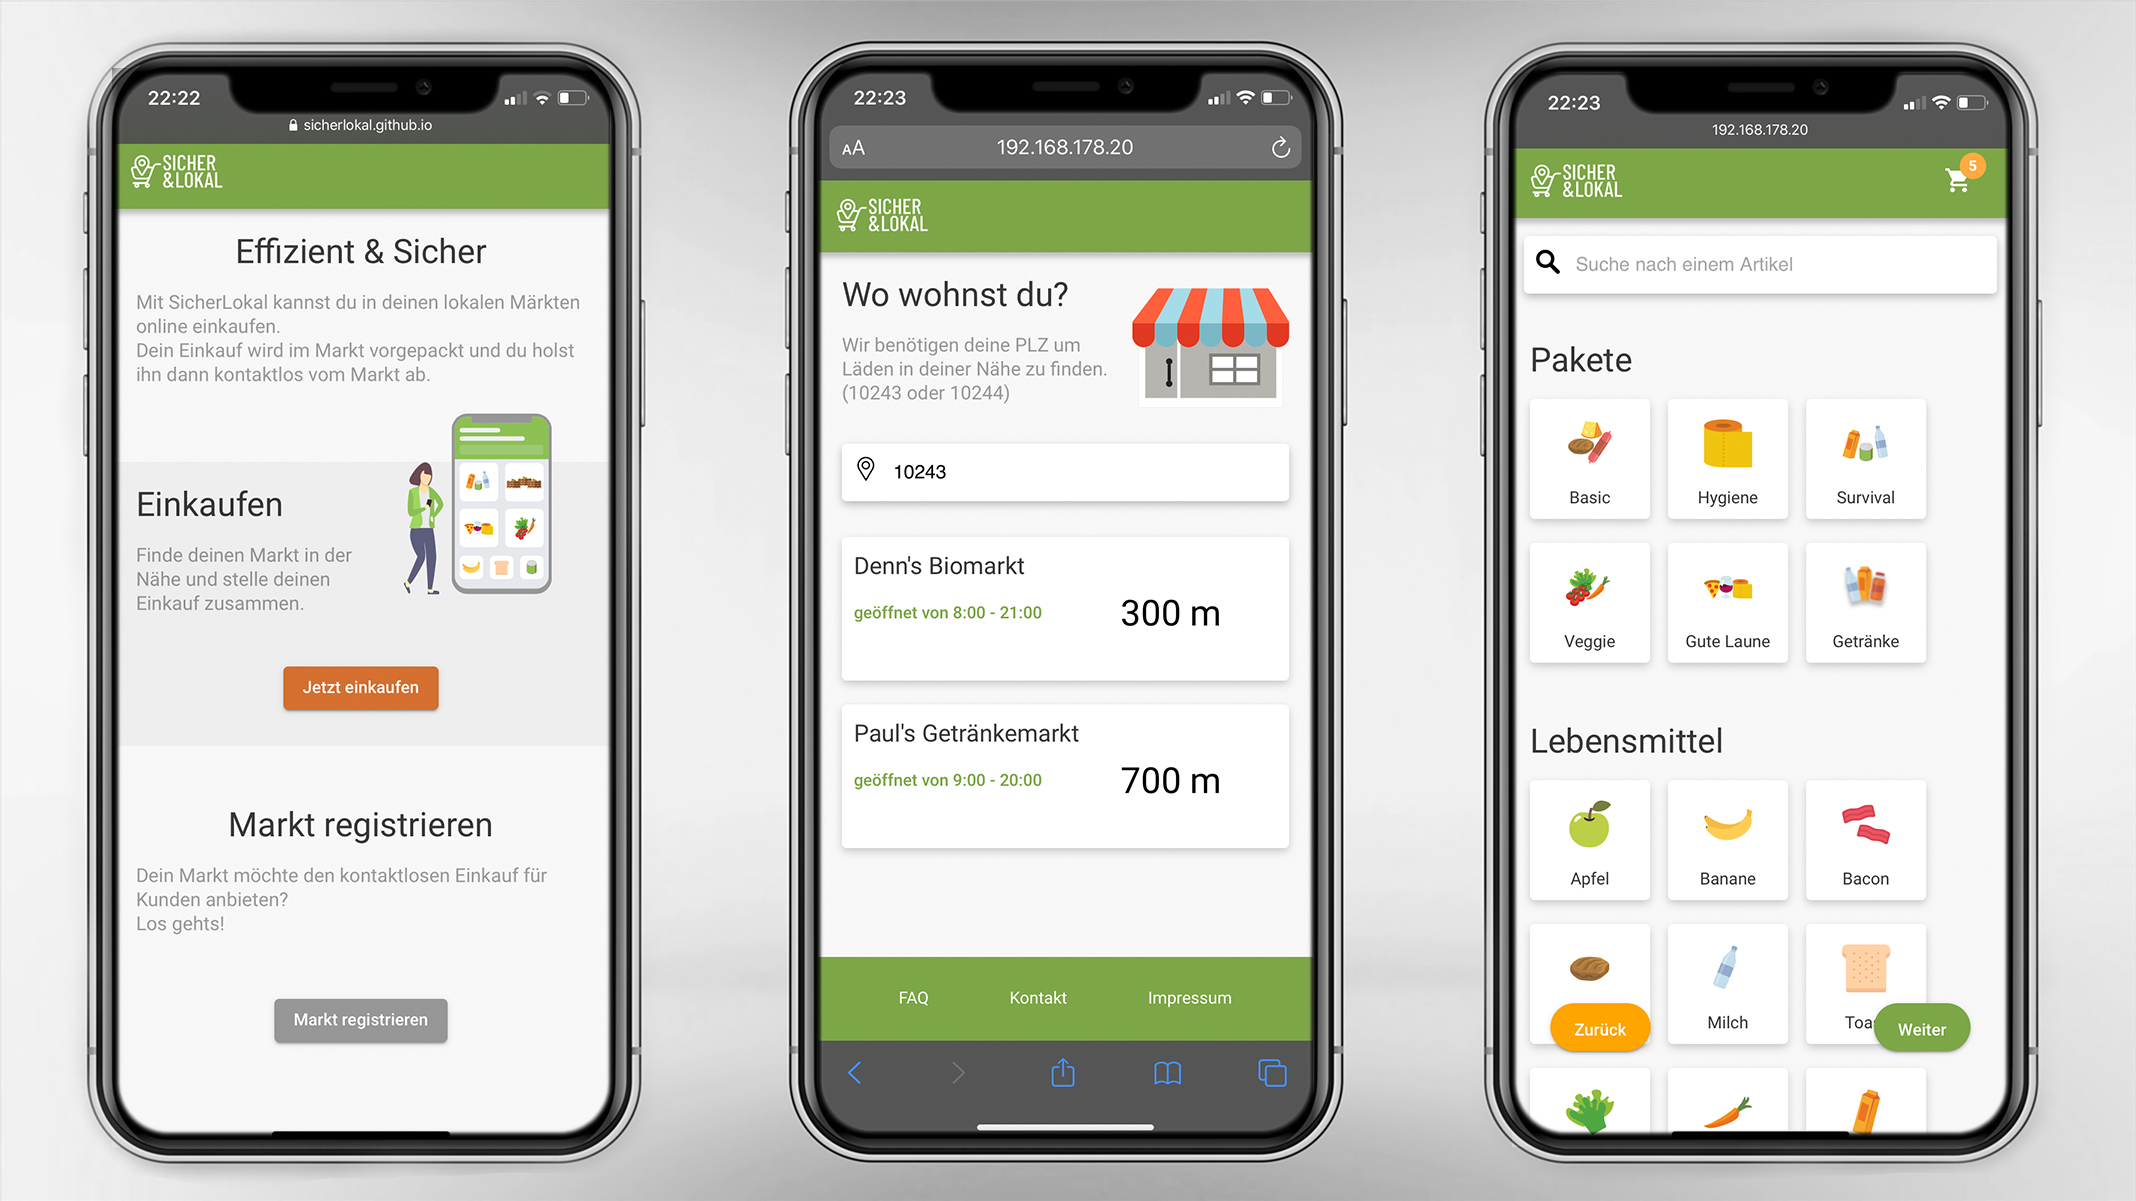 22:22
sicherlokal.github.io
SICHER
&LOKAL
Effizient & Sicher
Mit SicherLokal kannst du in deinen lokalen Märkten
online einkaufen.
Dein Einkauf wird im Markt vorgepackt und du holst
ihn dann kontaktlos vom Markt ab.
Einkaufen
Finde deinen Markt in der
Nähe und stelle deinen
Einkauf zusammen.
Jetzt einkaufen
Markt registrieren
Dein Markt möchte den kontaktlosen Einkauf für
Kunden anbieten?
Los gehts!
Markt registrieren
22:23
AA 192.168.178.20
SICHER
&LOKAL
Wo wohnst du?
Wir benötigen deine PLZ um
Läden in deiner Nähe zu finden.
(10243 oder 10244)
10243
Denn's Biomarkt
geöffnet von 8:00 - 21:00
300 m
Paul's Getränkemarkt
geöffnet von 9:00 - 20:00
700 m
FAQ Kontakt Impressum
22:23
192.168.178.20
SICHER
&LOKAL
5
Suche nach einem Artikel
Pakete
Basic Hygiene Survival
Veggie Gute Laune Getränke
Lebensmittel
Apfel Banane Bacon
Milch Toa
Zurück Weiter